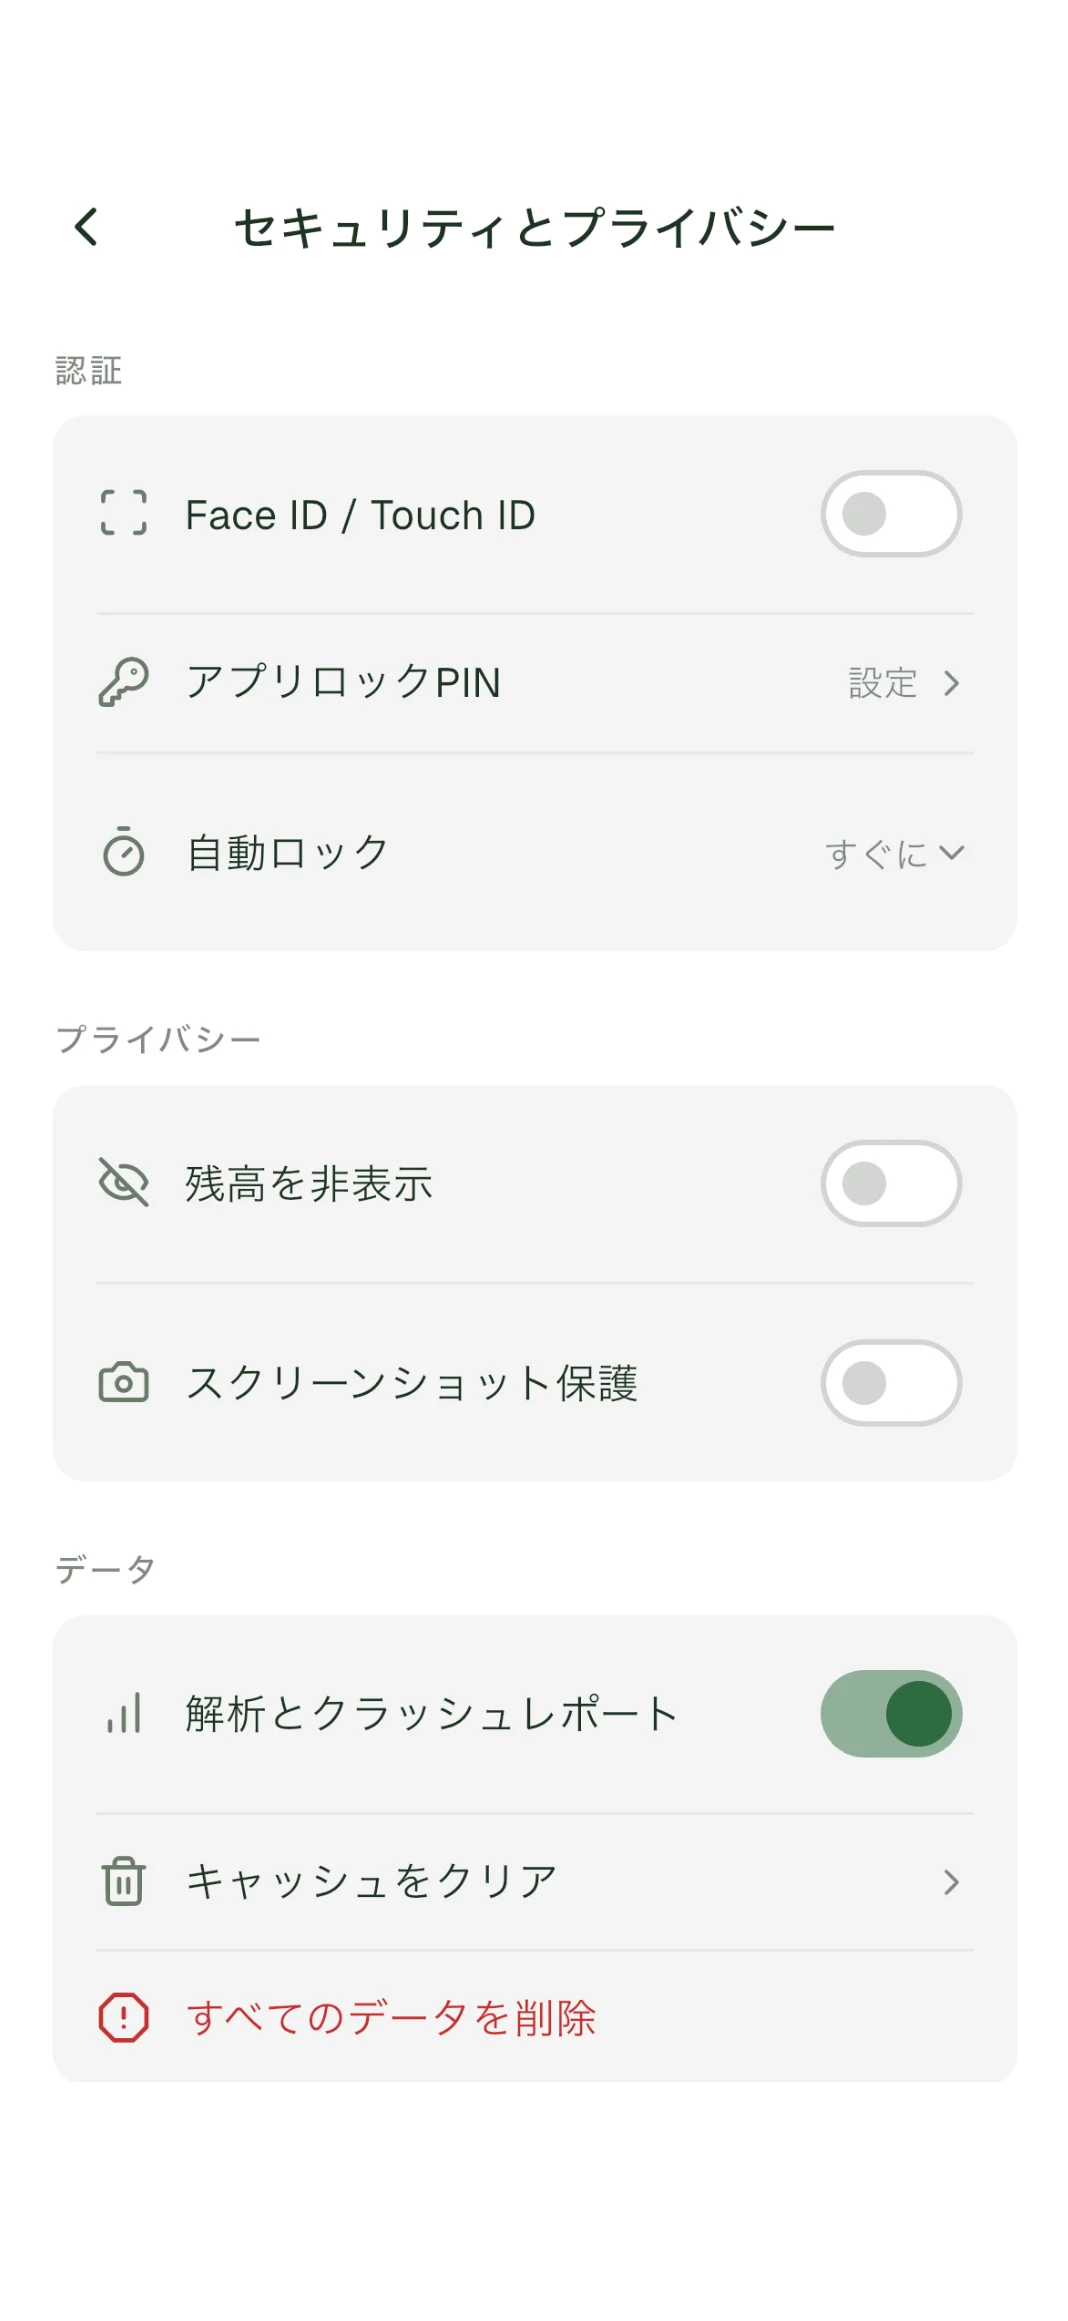 セキュリティとプライバシー
認証
Face ID / Touch ID
アプリロックPIN 設定
自動ロック すぐに
プライバシー
残高を非表示
スクリーンショット保護
データ
解析とクラッシュレポート
キャッシュをクリア
すべてのデータを削除